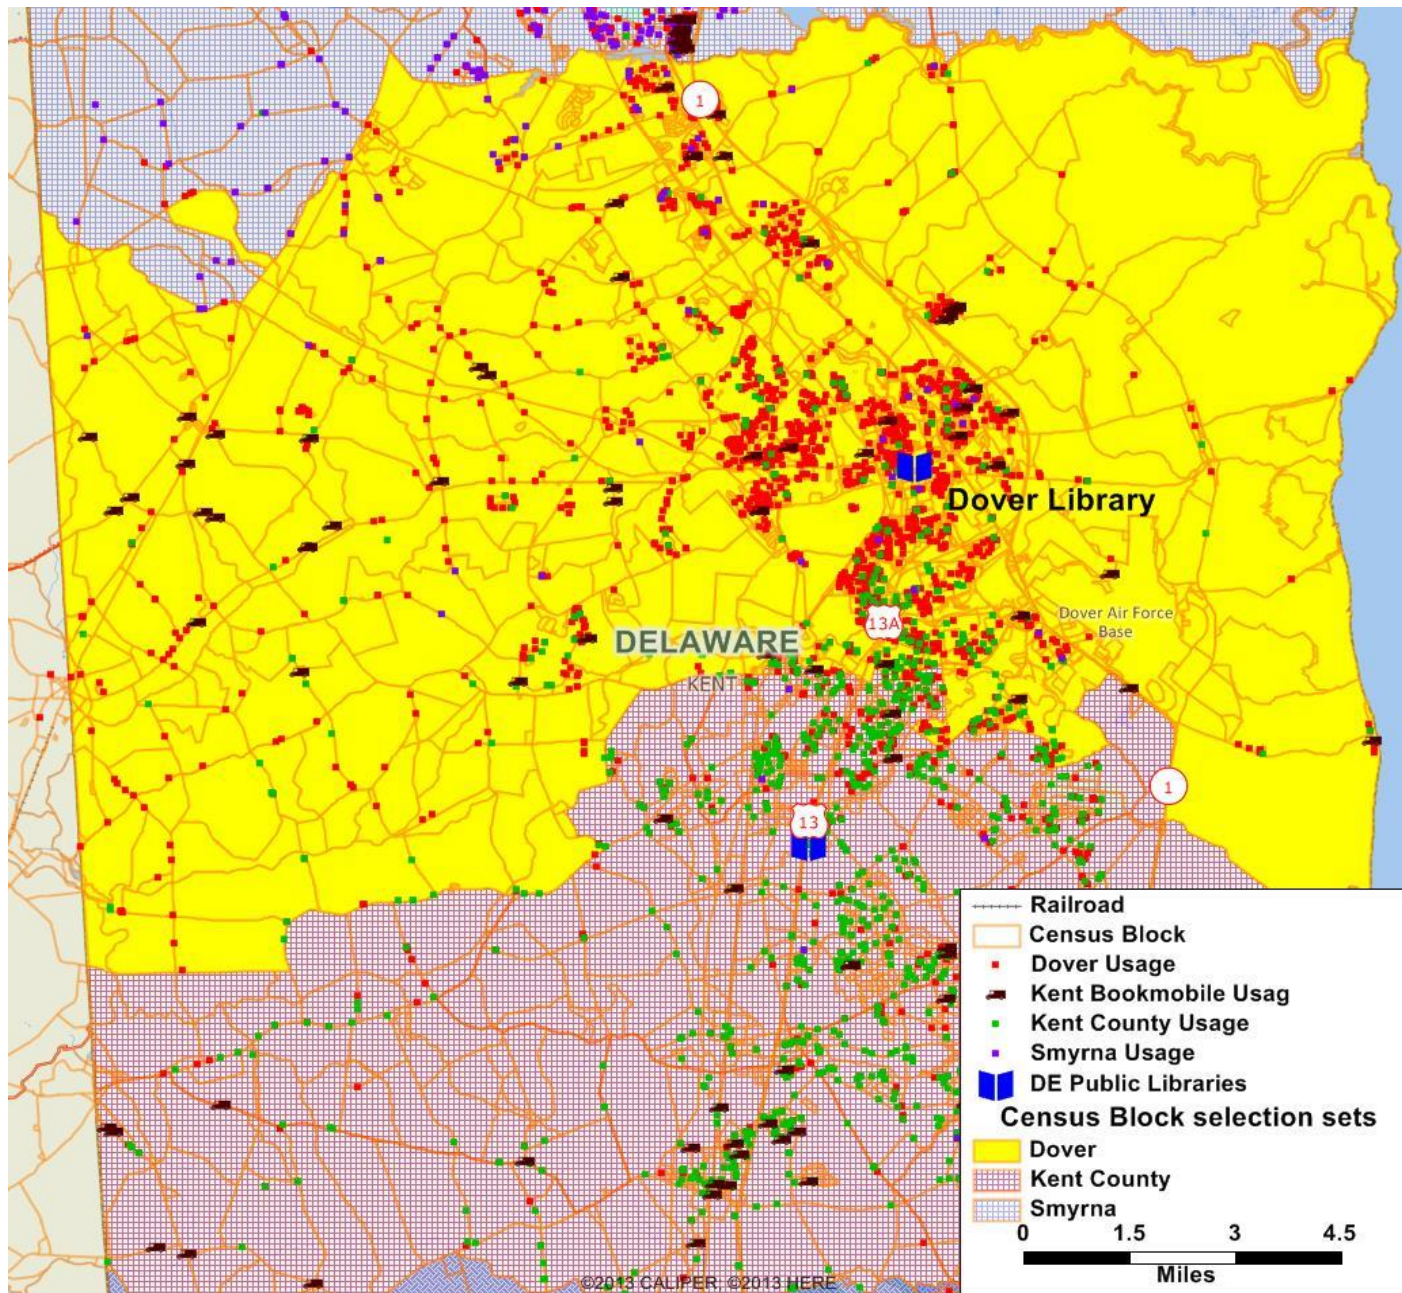 1
Dover Library
13A
Dover Air Force
Base
DELAWARE
KENT
1
13
Railroad
Census Block
Dover Usage
Kent Bookmobile Usag
Kent County Usage
Smyrna Usage
DE Public Libraries
Census Block selection sets
Dover
Kent County
Smyrna
0 1.5 3 4.5
Miles
©2013 CALIPER; ©2013 HERE